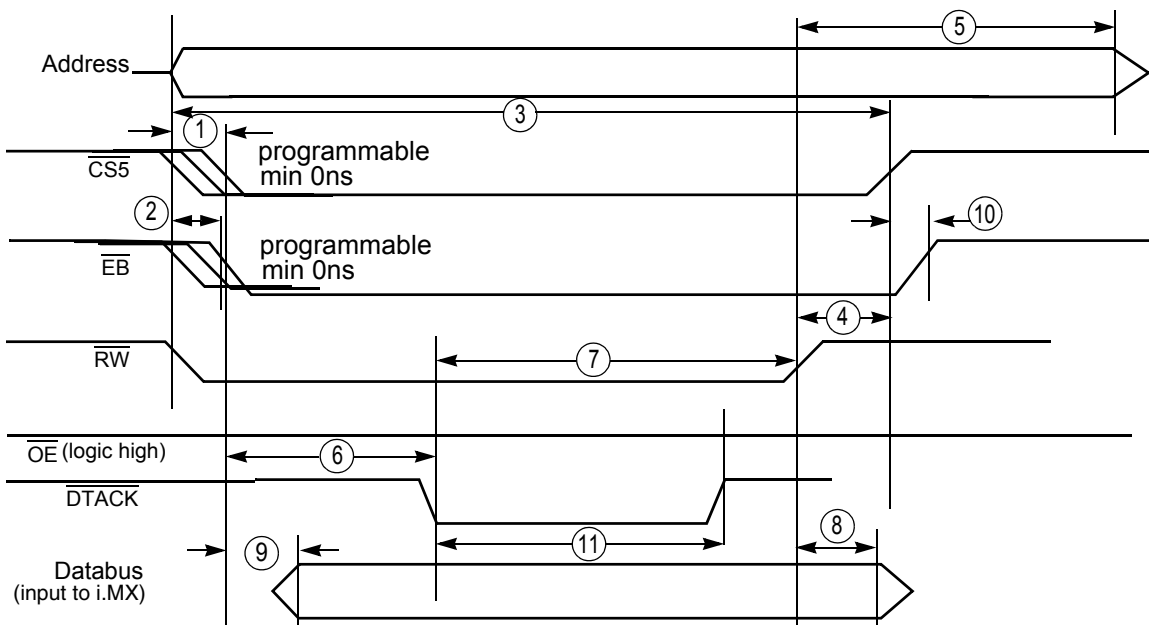 5
Address
3
1
programmable
min 0ns
CS5
2
10
programmable
min 0ns
EB
4
RW
7
OE (logic high)
6
DTACK
8
9
11
Databus
(input to i.MX)